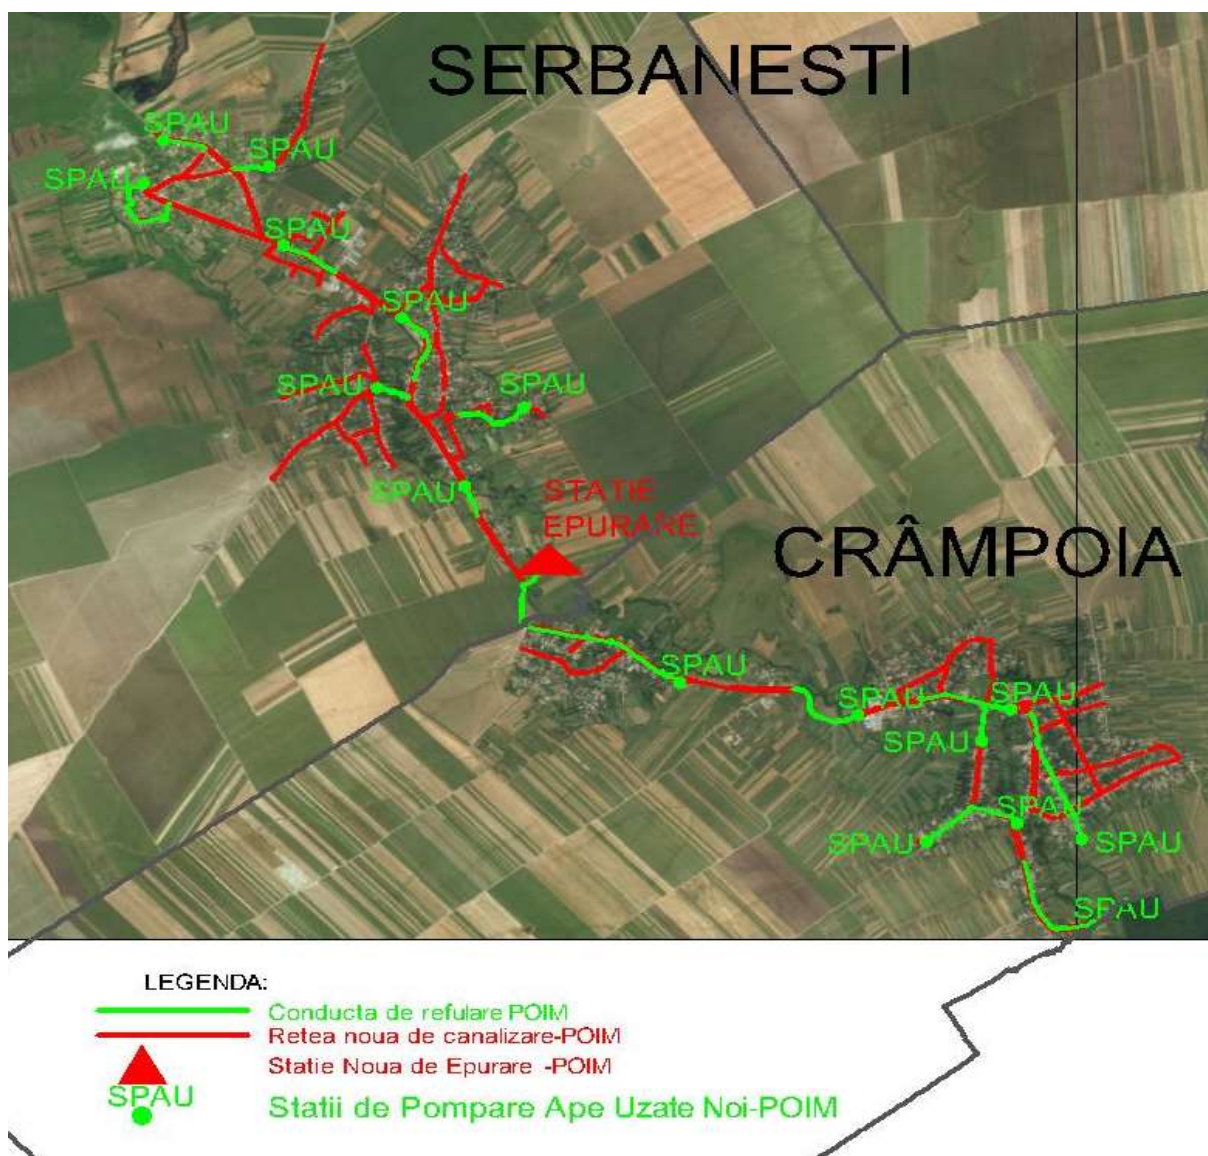 SERBANESTI
SPAU
SPAU
SPAU
SPAU
SPAU
SPAU
SPAU
SPAU
STATIE
EPURARE
CRÂMPOIA
SPAU
SPAU
SPAU
SPAU
SPAU
SPAU
SPAU
SPAU
LEGENDA:
Conducta de refulare POIM
Retea noua de canalizare-POIM
Statie Noua de Epurare -POIM
SPAU
Statii de Pompare Ape Uzate Noi-POIM